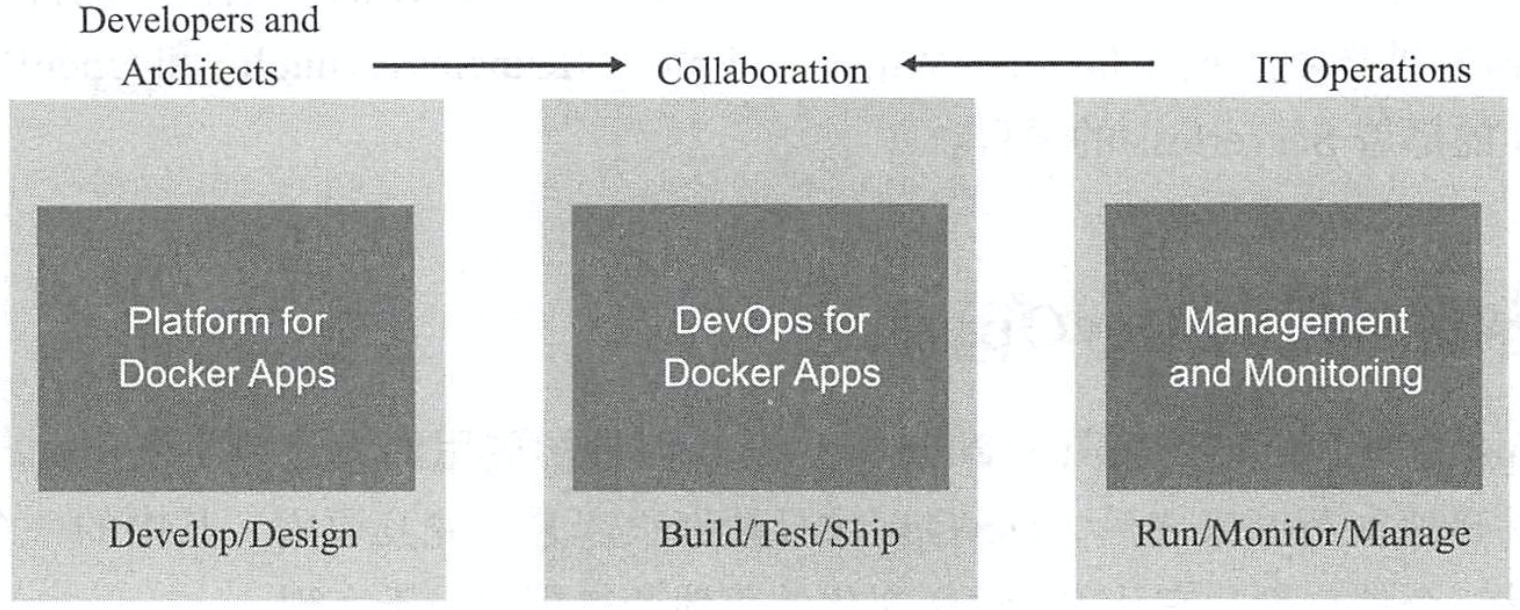 Developers and
Architects
Collaboration
IT Operations
Platform for
Docker Apps
Develop/Design
DevOps for
Docker Apps
Build/Test/Ship
Management
and Monitoring
Run/Monitor/Manage